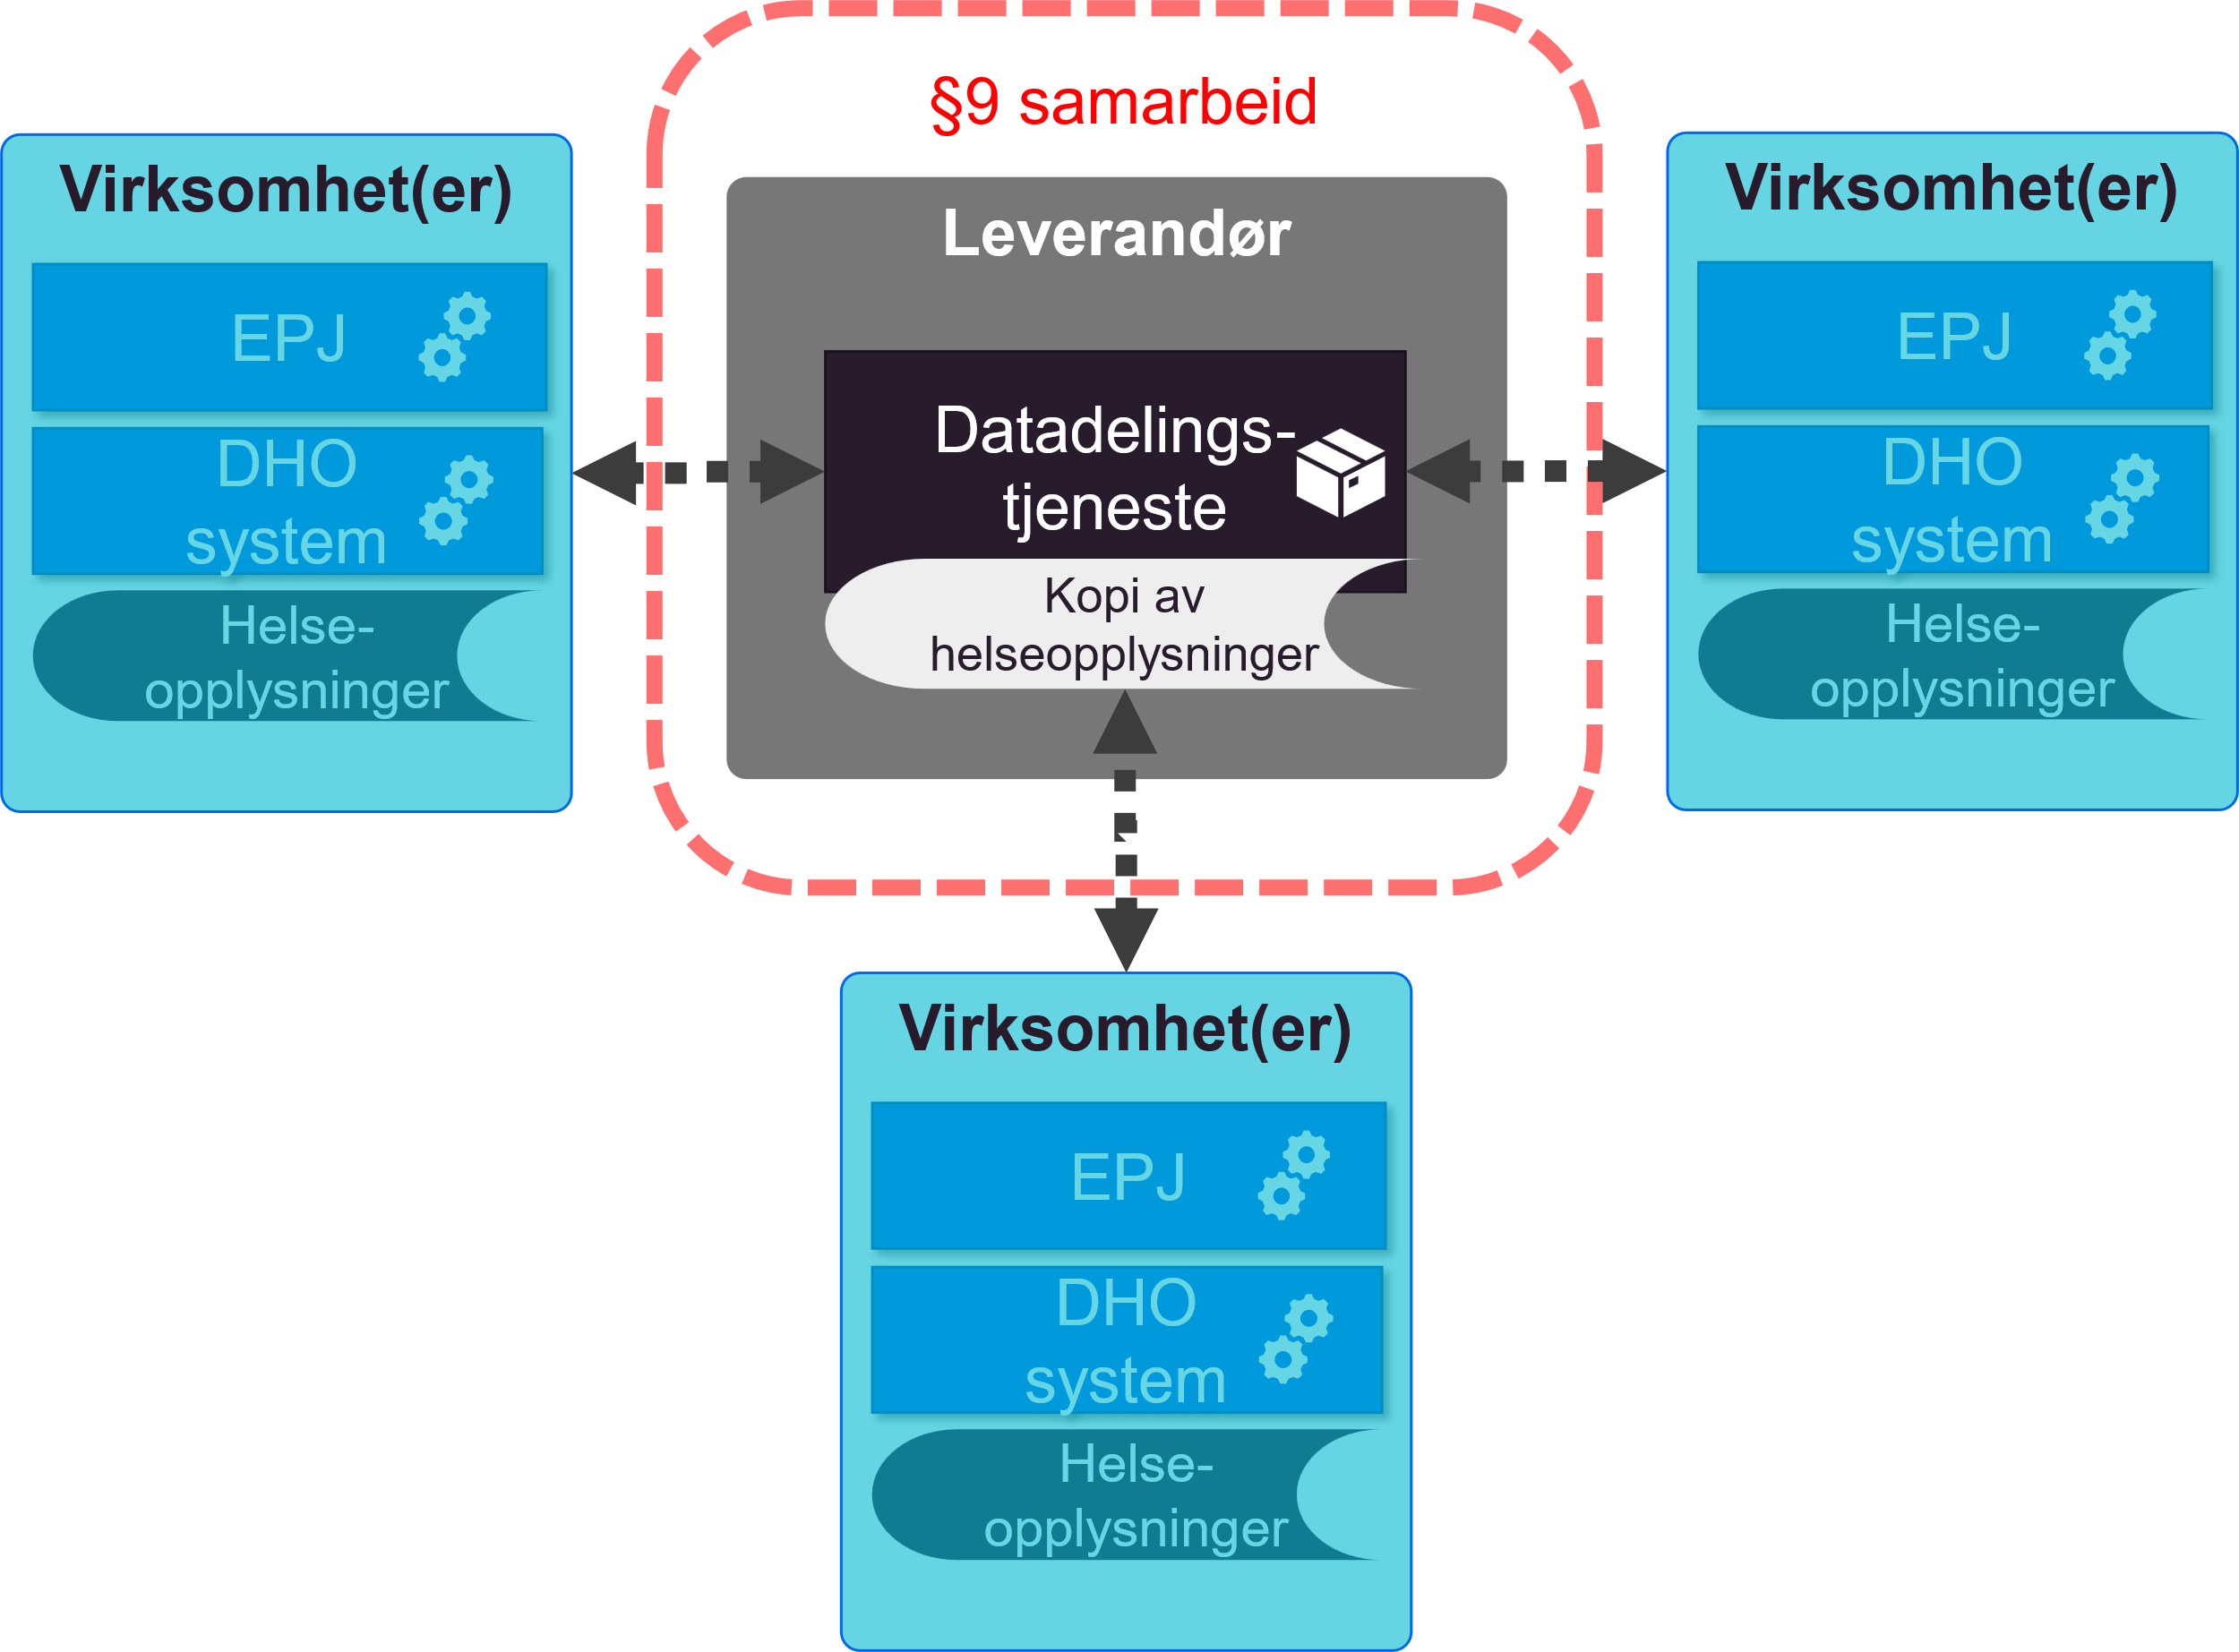 §9 samarbeid
Virksomhet(er)
EPJ
DHO
system
Helse-
opplysninger
Leverandør
Datadelings-
tjeneste
Kopi av
helseopplysninger
Virksomhet(er)
EPJ
DHO
system
Helse-
opplysninger
Virksomhet(er)
EPJ
DHO
system
Helse-
opplysninger